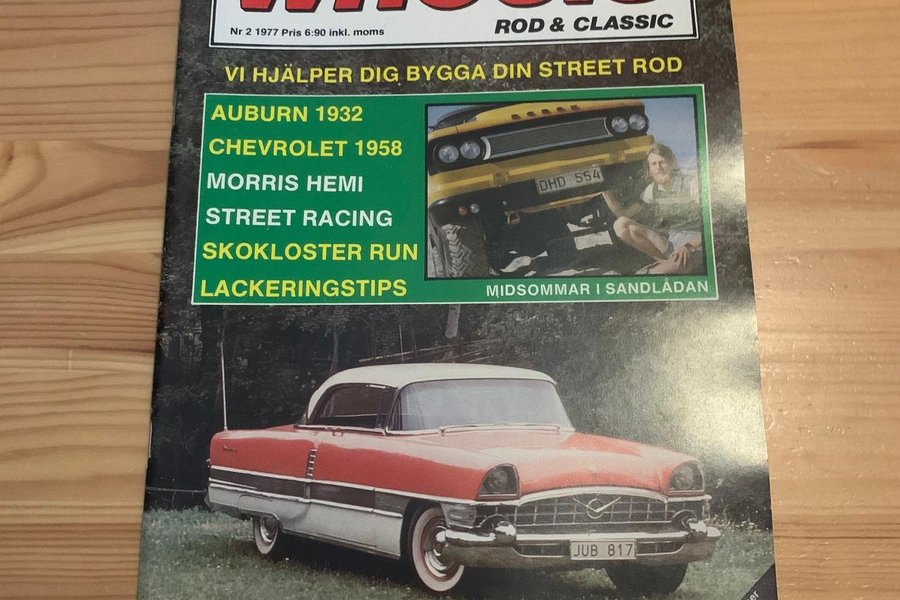 Wheels
ROD & CLASSIC
Nr 2 1977 Pris 6:90 inkl. moms
VI HJÄLPER DIG BYGGA DIN STREET ROD
AUBURN 1932
CHEVROLET 1958
MORRIS HEMI
STREET RACING
SKOKLOSTER RUN
LACKERINGSTIPS
DHD 554
MIDSOMMAR I SANDLÅDAN
JUB 817